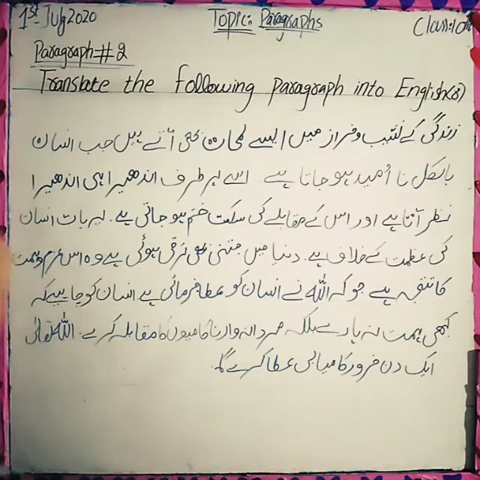 1st July 2020 Topic: Paragraphs Class: 10th
Paragraph # 2
Translate the following paragraph into English(8)
زندگی کے نشیب و فراز میں ایسے لمحات بھی آتے ہیں جب انسان
بالکل نا اُمید ہو جاتا ہے اسے ہر طرف اندھیرا ہی اندھیرا
نظر آتا ہے اور اس کے مقابلے کی سکت ختم ہو جاتی ہے۔ یہ بات انسان
کی عظمت کے خلاف ہے۔ دنیا میں جتنی بھی ترقی ہوئی ہے وہ اس عزم و ہمت
کا نتیجہ ہے جو کہ اللہ نے انسان کو عطا فرمائی ہے انسان کو چاہیے کہ
کبھی ہمت نہ ہارے بلکہ مردانہ وار ناکامیوں کا مقابلہ کرے۔ اللہ تعالیٰ
ایک دن ضرور کامیابی عطا کرے گا۔